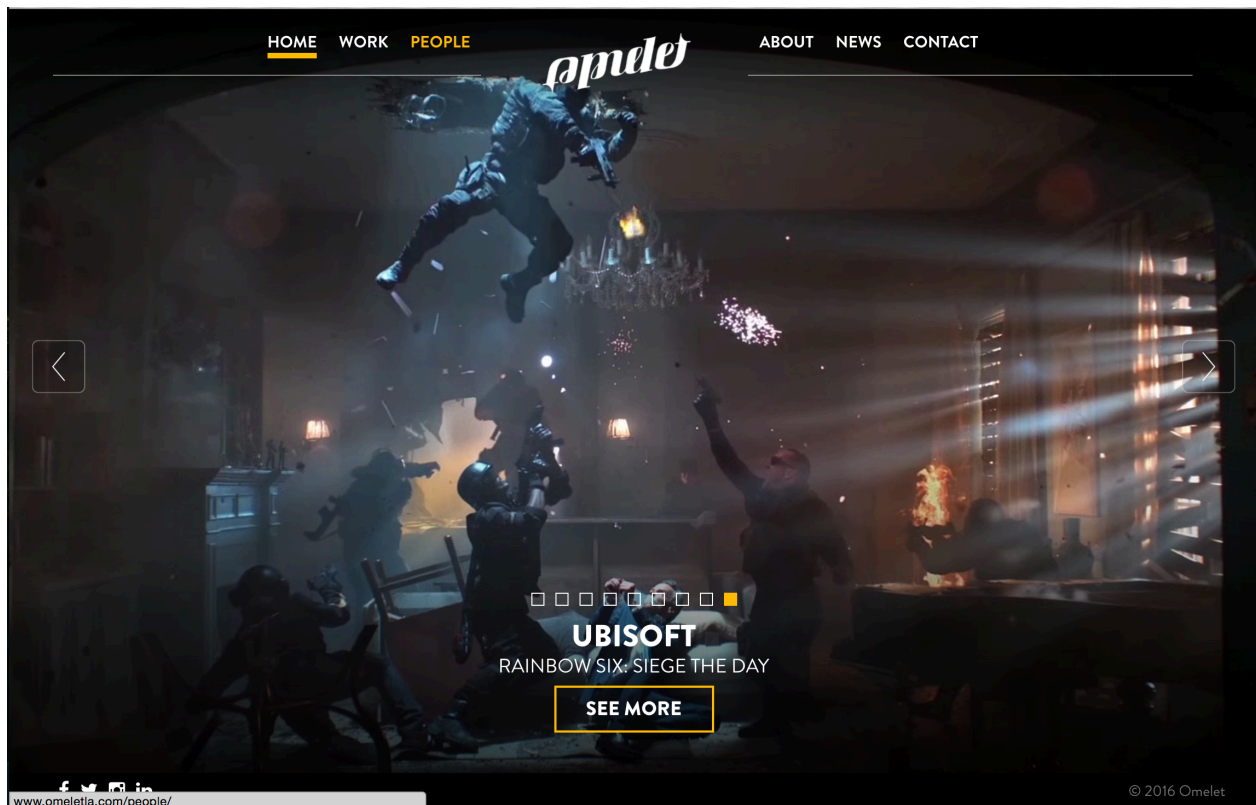 HOME WORK PEOPLE omelet ABOUT NEWS CONTACT
UBISOFT
RAINBOW SIX: SIEGE THE DAY
SEE MORE
f in
© 2016 Omelet
www.omeletla.com/people/